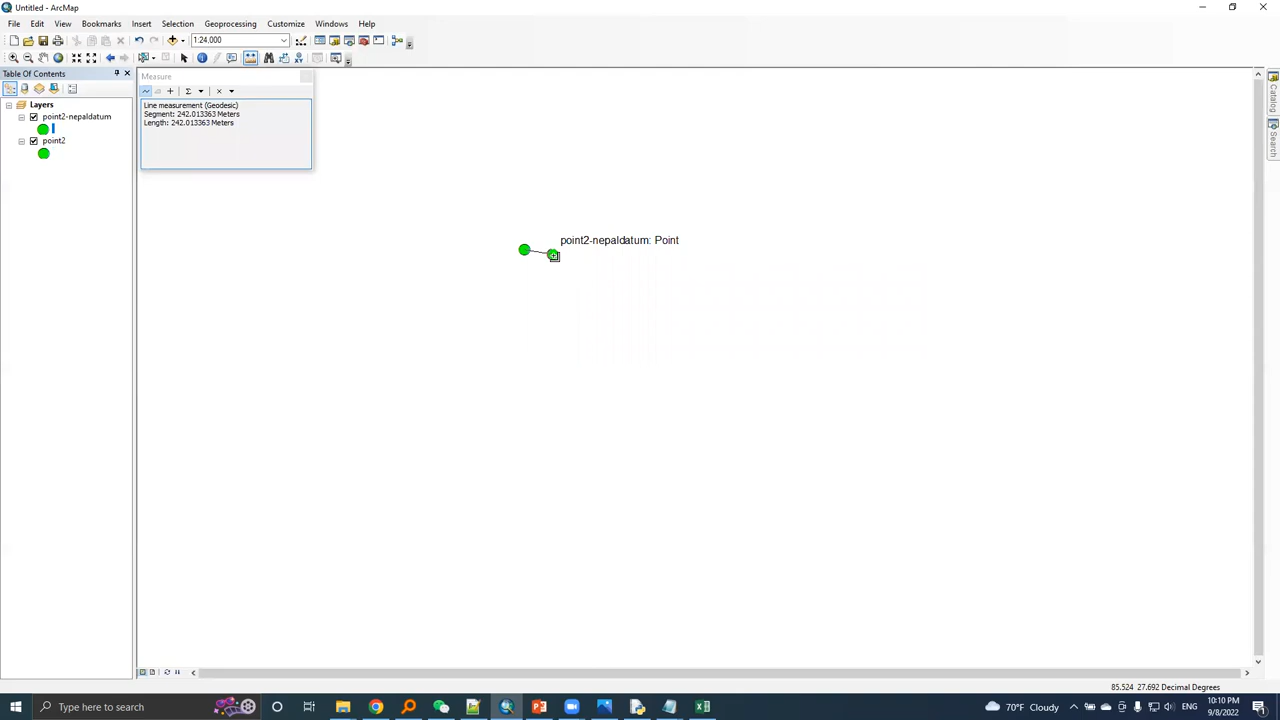 Untitled - ArcMap
File Edit View Bookmarks Insert Selection Geoprocessing Customize Windows Help
1:24.000
Table Of Contents
Layers
point2-nepaldatum
point2
Measure
Line measurement (Geodesic)
Segment: 242.013363 Meters
Length: 242.013363 Meters
point2-nepaldatum: Point
Catalog
Search
85.524 27.692 Decimal Degrees
Type here to search
70°F Cloudy
ENG
10:10 PM
9/8/2022